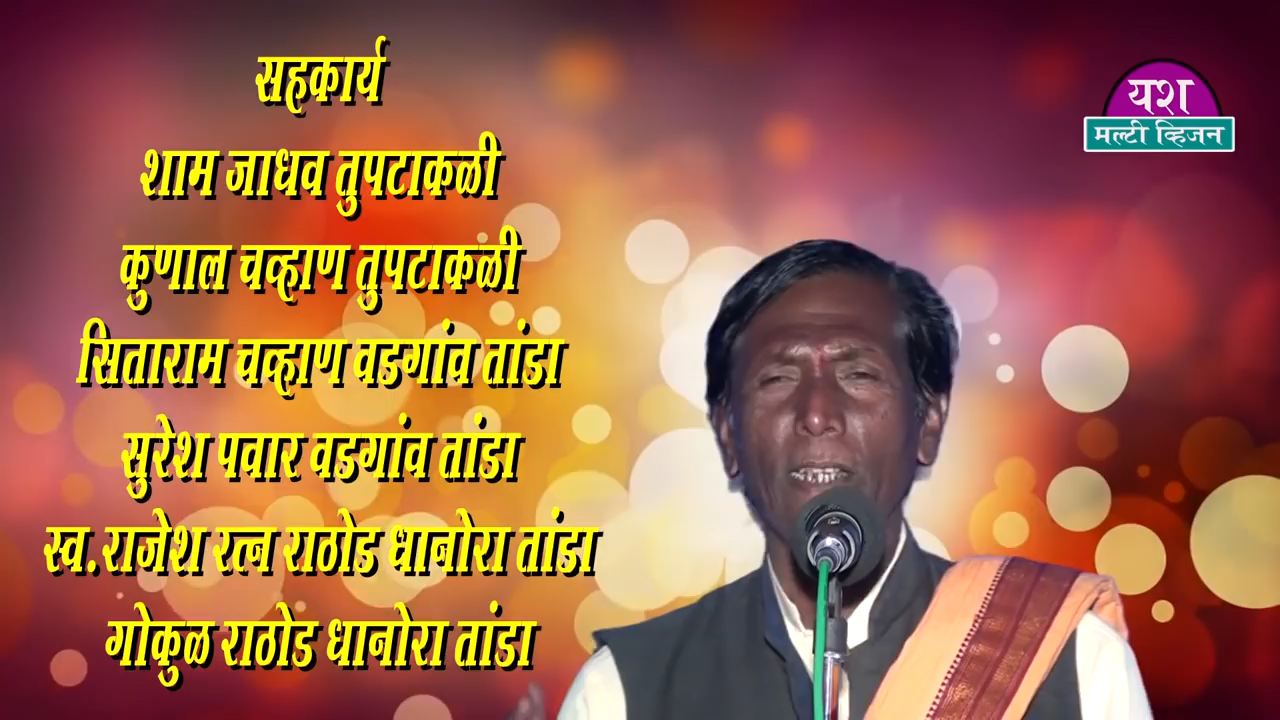 सहकार्य
शाम जाधव तुपटाकळी
कुणाल चव्हाण तुपटाकळी
सिताराम चव्हाण वडगांव तांडा
सुरेश पवार वडगांव तांडा
स्व.राजेश रत्न राठोड धानोरा तांडा
गोकुळ राठोड धानोरा तांडा
यश
मल्टी व्हिजन